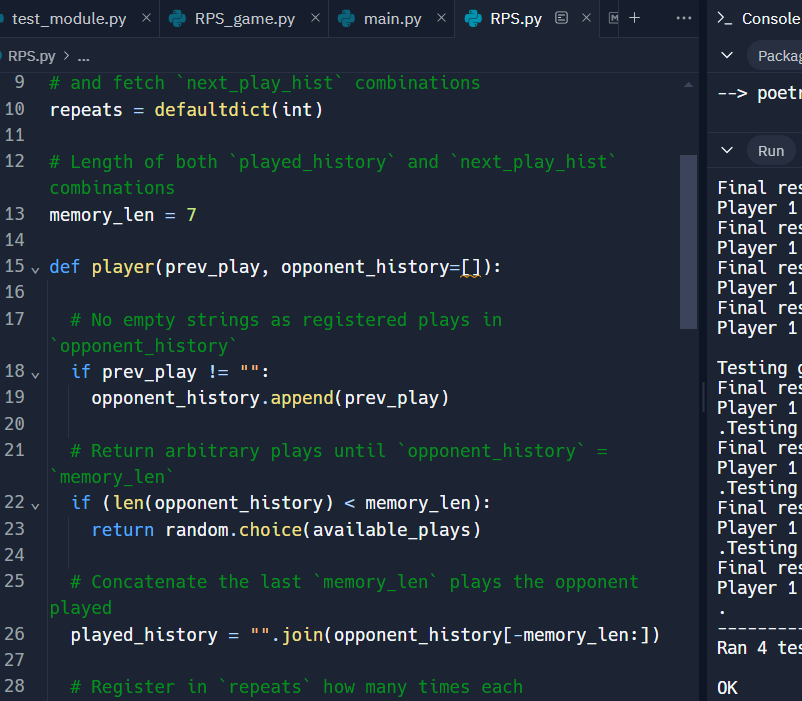 test_module.py × RPS_game.py × main.py × RPS.py × + ...
RPS.py > ...
9 # and fetch `next_play_hist` combinations
10 repeats = defaultdict(int)
11
12 # Length of both `played_history` and `next_play_hist`
combinations
13 memory_len = 7
14
15 def player(prev_play, opponent_history=[]):
16
17 # No empty strings as registered plays in
`opponent_history`
18 if prev_play != "":
19 opponent_history.append(prev_play)
20
21 # Return arbitrary plays until `opponent_history` =
`memory_len`
22 if (len(opponent_history) < memory_len):
23 return random.choice(available_plays)
24
25 # Concatenate the last `memory_len` plays the opponent
played
26 played_history = "".join(opponent_history[-memory_len:])
27
28 # Register in `repeats` how many times each
>_ Console
Packag
--> poetr
Run
Final res
Player 1
Final res
Player 1
Final res
Player 1
Final res
Player 1
Testing g
Final res
Player 1
.Testing
Final res
Player 1
.Testing
Final res
Player 1
.Testing
Final res
Player 1
.
---------
Ran 4 tes
OK